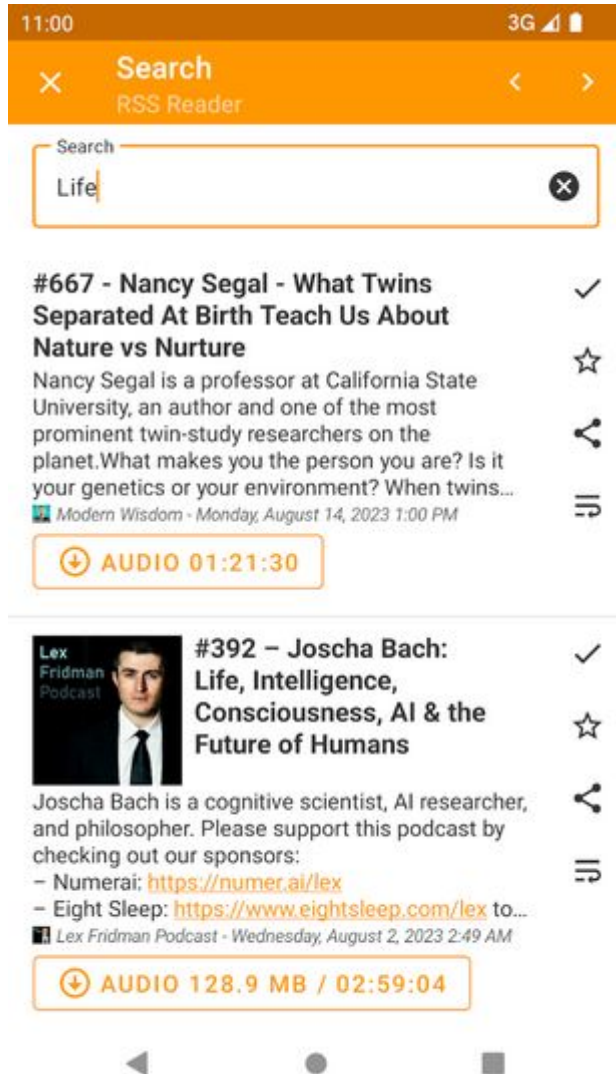 11:00
3G
Search
RSS Reader
Search
Life
#667 - Nancy Segal - What Twins
Separated At Birth Teach Us About
Nature vs Nurture
Nancy Segal is a professor at California State
University, an author and one of the most
prominent twin-study researchers on the
planet.What makes you the person you are? Is it
your genetics or your environment? When twins...
Modern Wisdom - Monday, August 14, 2023 1:00 PM
AUDIO 01:21:30
Lex
Fridman
Podcast
#392 – Joscha Bach:
Life, Intelligence,
Consciousness, AI & the
Future of Humans
Joscha Bach is a cognitive scientist, AI researcher,
and philosopher. Please support this podcast by
checking out our sponsors:
– Numerai: https://numer.ai/lex
– Eight Sleep: https://www.eightsleep.com/lex to...
Lex Fridman Podcast - Wednesday, August 2, 2023 2:49 AM
AUDIO 128.9 MB / 02:59:04